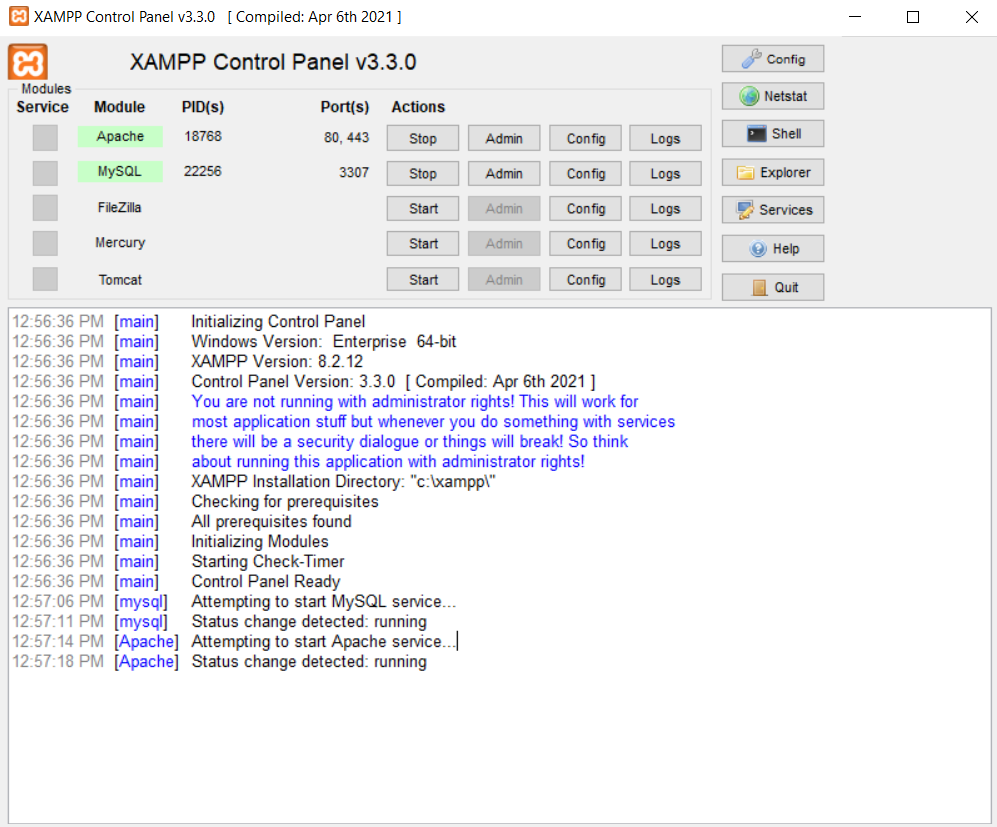 XAMPP Control Panel v3.3.0 [ Compiled: Apr 6th 2021 ]
XAMPP Control Panel v3.3.0
Config
Modules
Service Module PID(s) Port(s) Actions
Netstat
Apache 18768 80, 443 Stop Admin Config Logs
Shell
MySQL 22256 3307 Stop Admin Config Logs
Explorer
FileZilla Start Admin Config Logs
Services
Mercury Start Admin Config Logs
Help
Tomcat Start Admin Config Logs
Quit
12:56:36 PM [main] Initializing Control Panel
12:56:36 PM [main] Windows Version: Enterprise 64-bit
12:56:36 PM [main] XAMPP Version: 8.2.12
12:56:36 PM [main] Control Panel Version: 3.3.0 [ Compiled: Apr 6th 2021 ]
12:56:36 PM [main] You are not running with administrator rights! This will work for
12:56:36 PM [main] most application stuff but whenever you do something with services
12:56:36 PM [main] there will be a security dialogue or things will break! So think
12:56:36 PM [main] about running this application with administrator rights!
12:56:36 PM [main] XAMPP Installation Directory: "c:\xampp\"
12:56:36 PM [main] Checking for prerequisites
12:56:36 PM [main] All prerequisites found
12:56:36 PM [main] Initializing Modules
12:56:36 PM [main] Starting Check-Timer
12:56:36 PM [main] Control Panel Ready
12:57:06 PM [mysql] Attempting to start MySQL service...
12:57:11 PM [mysql] Status change detected: running
12:57:14 PM [Apache] Attempting to start Apache service...
12:57:18 PM [Apache] Status change detected: running